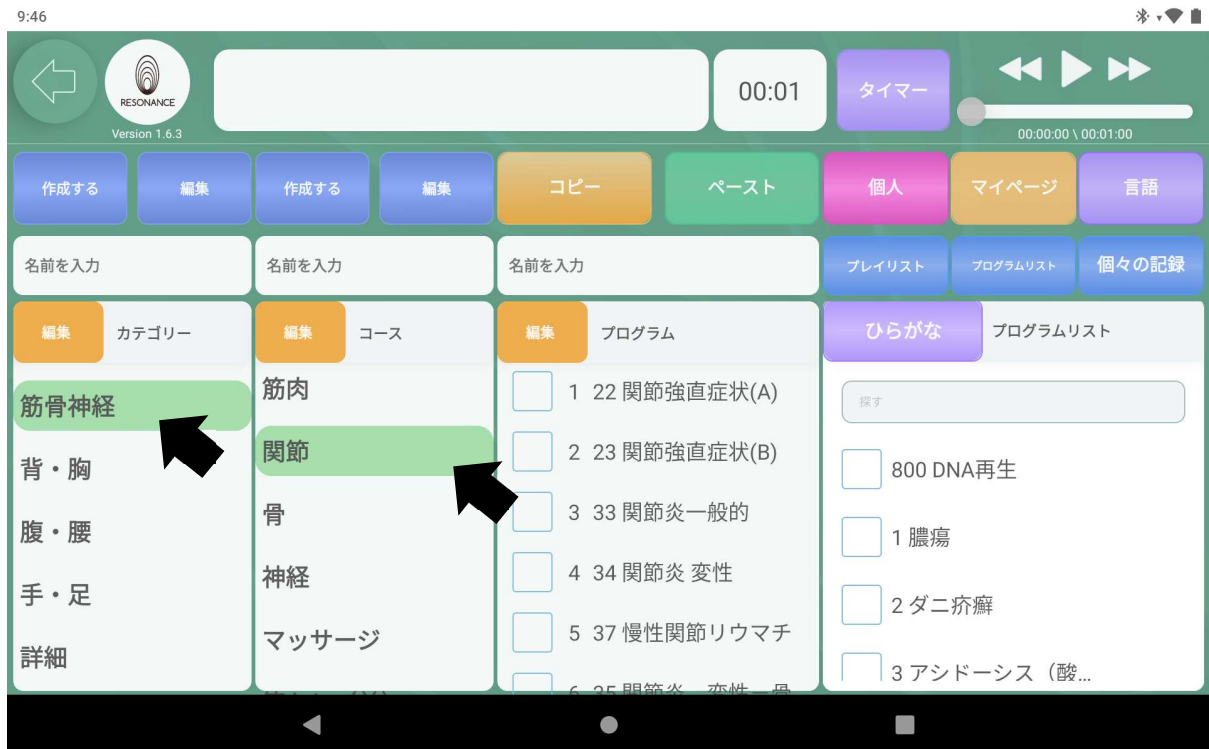 9:46
RESONANCE
Version 1.6.3
00:01
タイマー
00:00:00 \ 00:01:00
作成する
編集
作成する
編集
コピー
ペースト
個人
マイページ
言語
名前を入力
名前を入力
名前を入力
プレイリスト
プログラムリスト
個々の記録
編集
カテゴリー
編集
コース
編集
プログラム
ひらがな
プログラムリスト
筋骨神経
背・胸
腹・腰
手・足
詳細
筋肉
関節
骨
神経
マッサージ
1 22 関節強直症状(A)
2 23 関節強直症状(B)
3 33 関節炎一般的
4 34 関節炎 変性
5 37 慢性関節リウマチ
探す
800 DNA再生
1 膿瘍
2 ダニ疥癬
3 アシドーシス（酸...